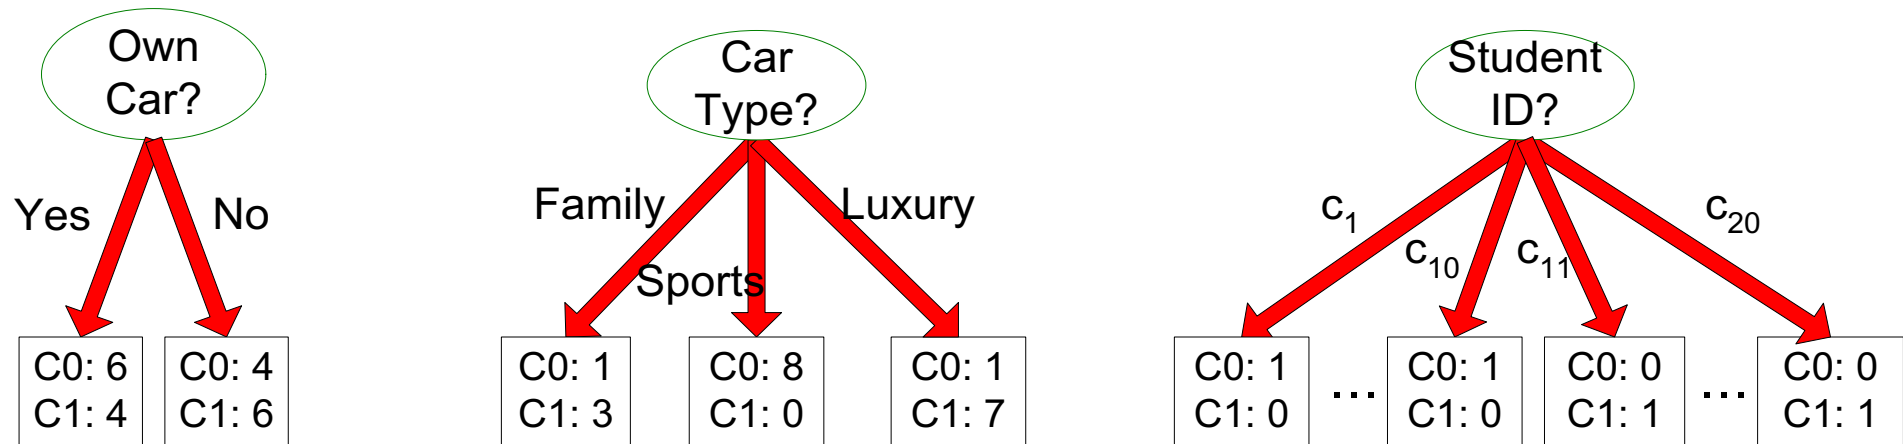 Own
Car?
Yes
No
C0: 6
C1: 4
C0: 4
C1: 6
Car
Type?
Family
Sports
Luxury
C0: 1
C1: 3
C0: 8
C1: 0
C0: 1
C1: 7
Student
ID?
c1
c10
c11
c20
C0: 1
C1: 0
...
C0: 1
C1: 0
C0: 0
C1: 1
...
C0: 0
C1: 1